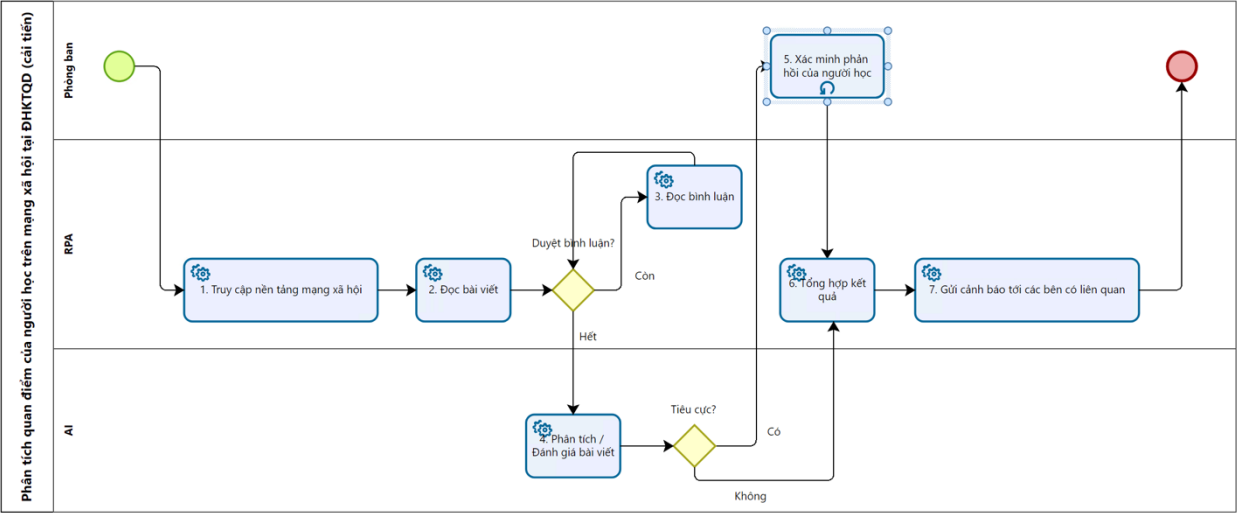 Phân tích quan điểm của người học trên mạng xã hội tại ĐHKTQD (cải tiến)
Phòng ban
5. Xác minh phản
hồi của người học
RPA
3. Đọc bình luận
Duyệt bình luận?
Còn
1. Truy cập nền tảng mạng xã hội
2. Đọc bài viết
6. Tổng hợp kết
quả
7. Gửi cảnh báo tới các bên có liên quan
Hết
AI
Tiêu cực?
4. Phân tích /
Đánh giá bài viết
Có
Không